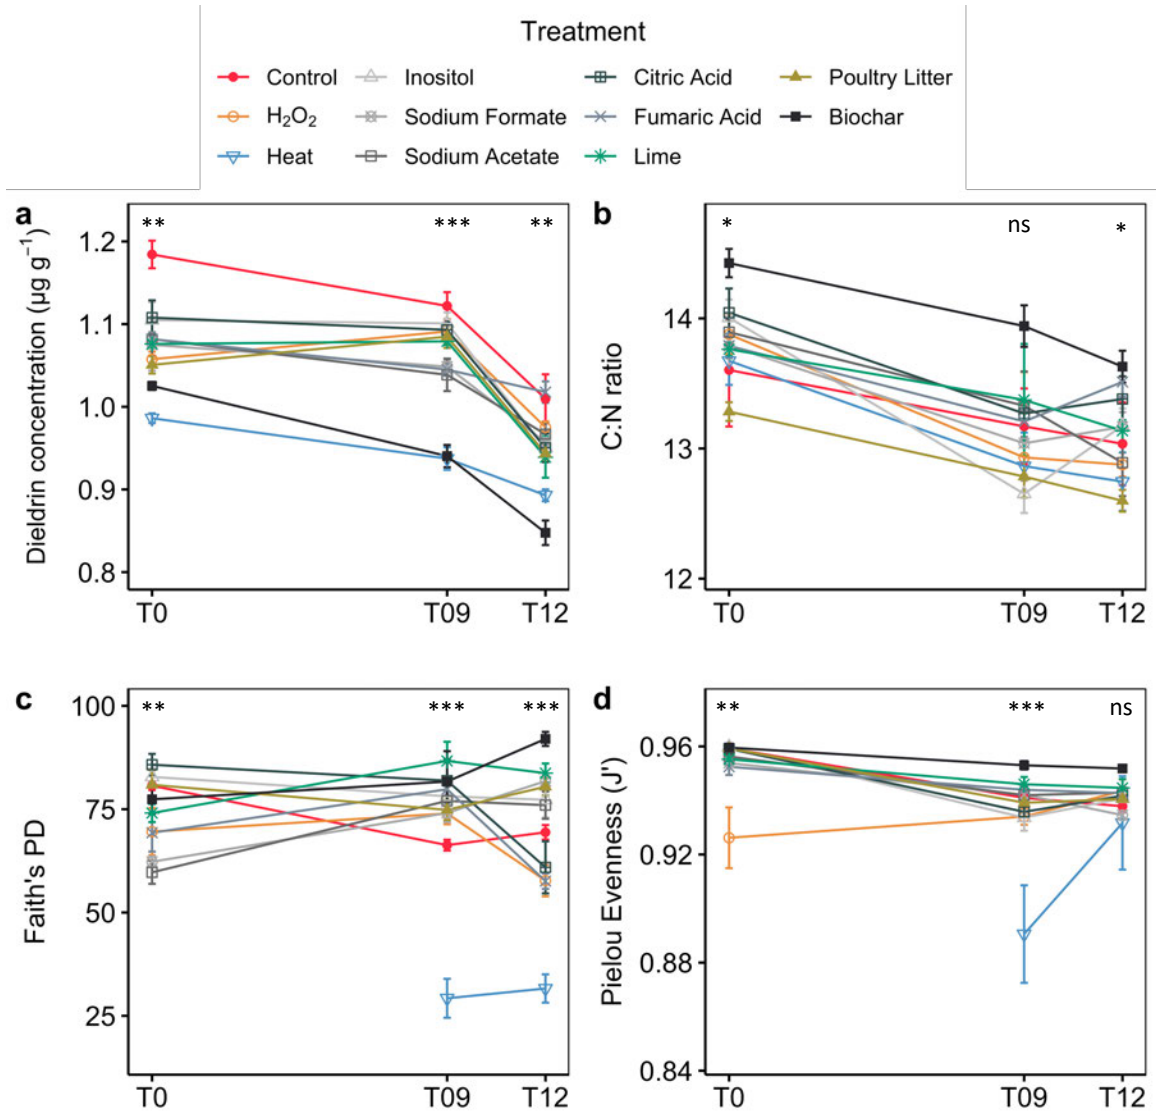 Treatment
Control Inositol Citric Acid Poultry Litter
H₂O₂ Sodium Formate Fumaric Acid Biochar
Heat Sodium Acetate Lime
a
** *** **
Dieldrin concentration (µg g⁻¹)
1.2
1.1
1.0
0.9
0.8
T0 T09 T12
b
* ns *
C:N ratio
14
13
12
T0 T09 T12
c
** *** ***
Faith's PD
100
75
50
25
T0 T09 T12
d
** *** ns
Pielou Evenness (J')
0.96
0.92
0.88
0.84
T0 T09 T12